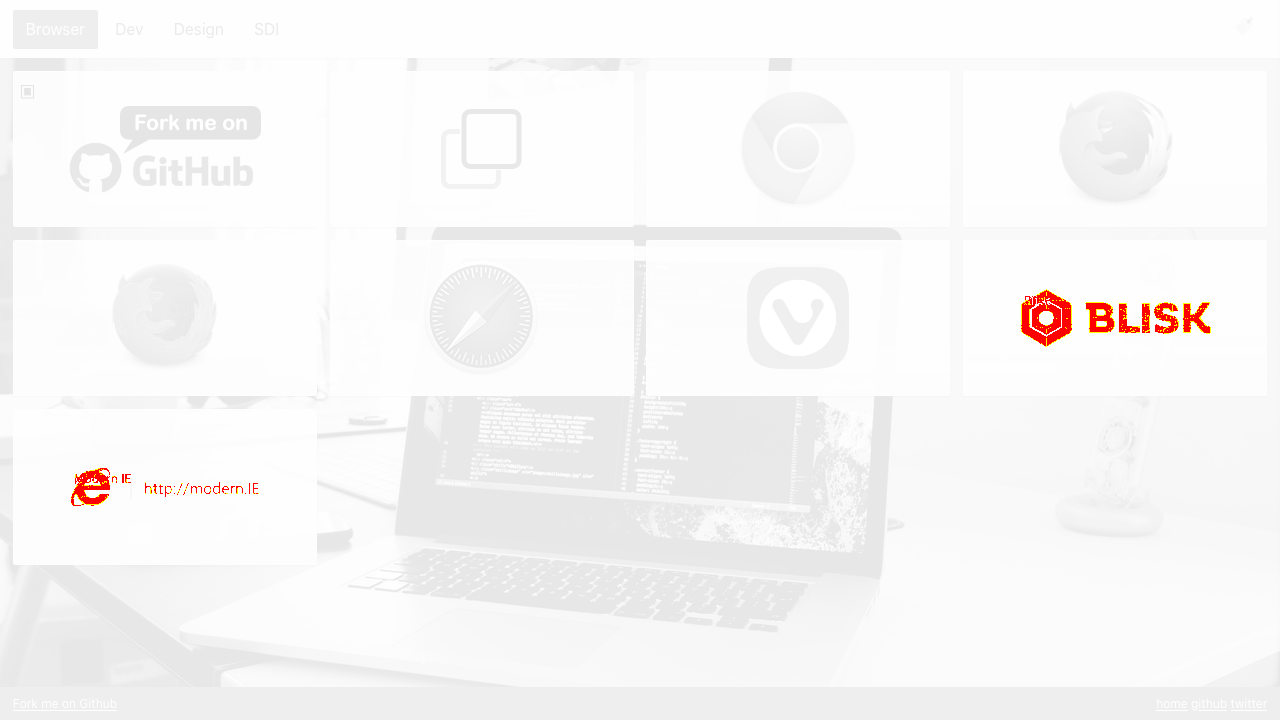 Browser Dev Design SDI
Fork me on
GitHub
BLISK
Modern IE
http://modern.IE
Fork me on Github
home github twitter